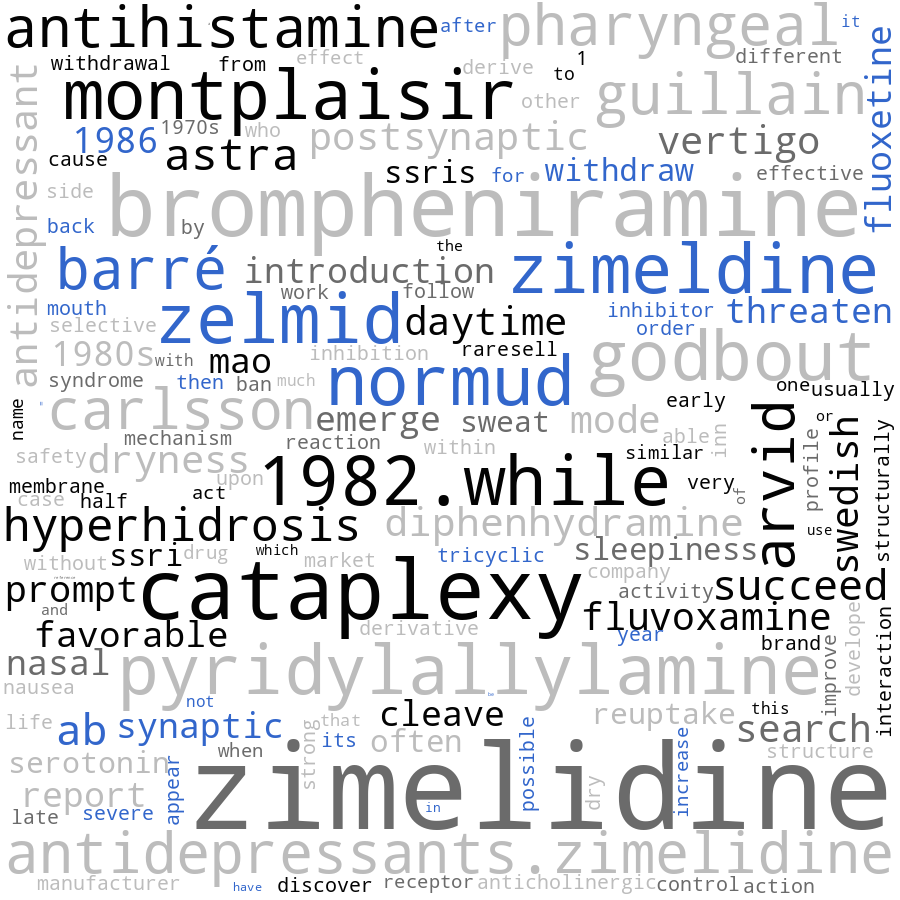 antihistamine after pharyngeal it
withdrawal from effect derive different
montplaisir to 1 other guillain fluoxetine
1986 1970s who postsynaptic vertigo
cause astra ssris for withdraw effective
antidepressant side brompheniramine
back by the
barré introduction zimeldine
mouth zelmid work follow daytime inhibitor threaten
selective order
1980s with mao inhibition raresell godbout
syndrome then ban much normud one usually
name carlsson emerge sweat mode early or
mechanism reaction within able inn similar
safety dryness upon 1982.while very of profile arvid swedish structurally
membrane case half act use
hyperhidrosis diphenhydramine
without ssri drug which market tricyclic sleepiness
prompt cataplexy company activity succeed
and fluvoxamine
favorable derivative year brand develope interaction
nasal pyridylallylamine improve
nausea
not cleave reuptake this
life ab synaptic its that often search
when strong possible increase structure
serotonin appear zimelidine
report dry
late severe in
antidepressants.zimelidine
manufacturer have discover receptor anticholinergic control action